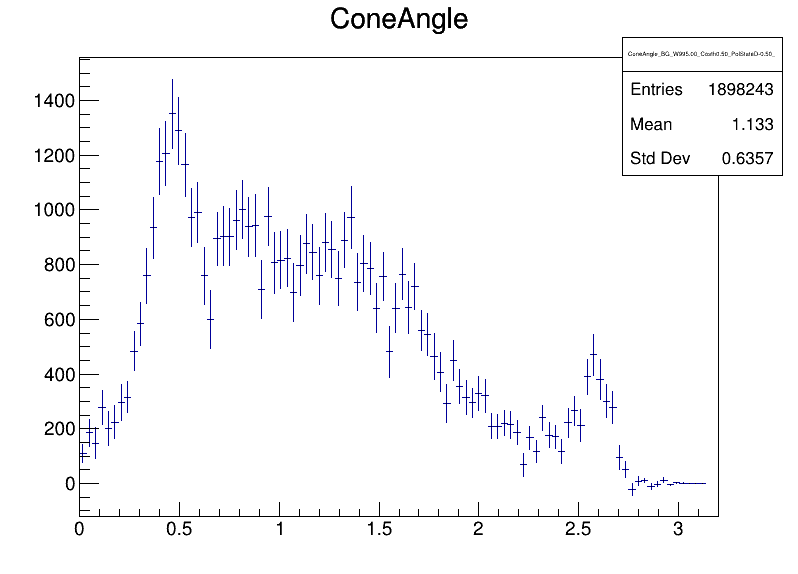 ConeAngle
ConeAngle_BG_W995.00_Costh0.50_PolStateD-0.50_
Entries 1898243
Mean 1.133
Std Dev 0.6357
1400
1200
1000
800
600
400
200
0
0 0.5 1 1.5 2 2.5 3